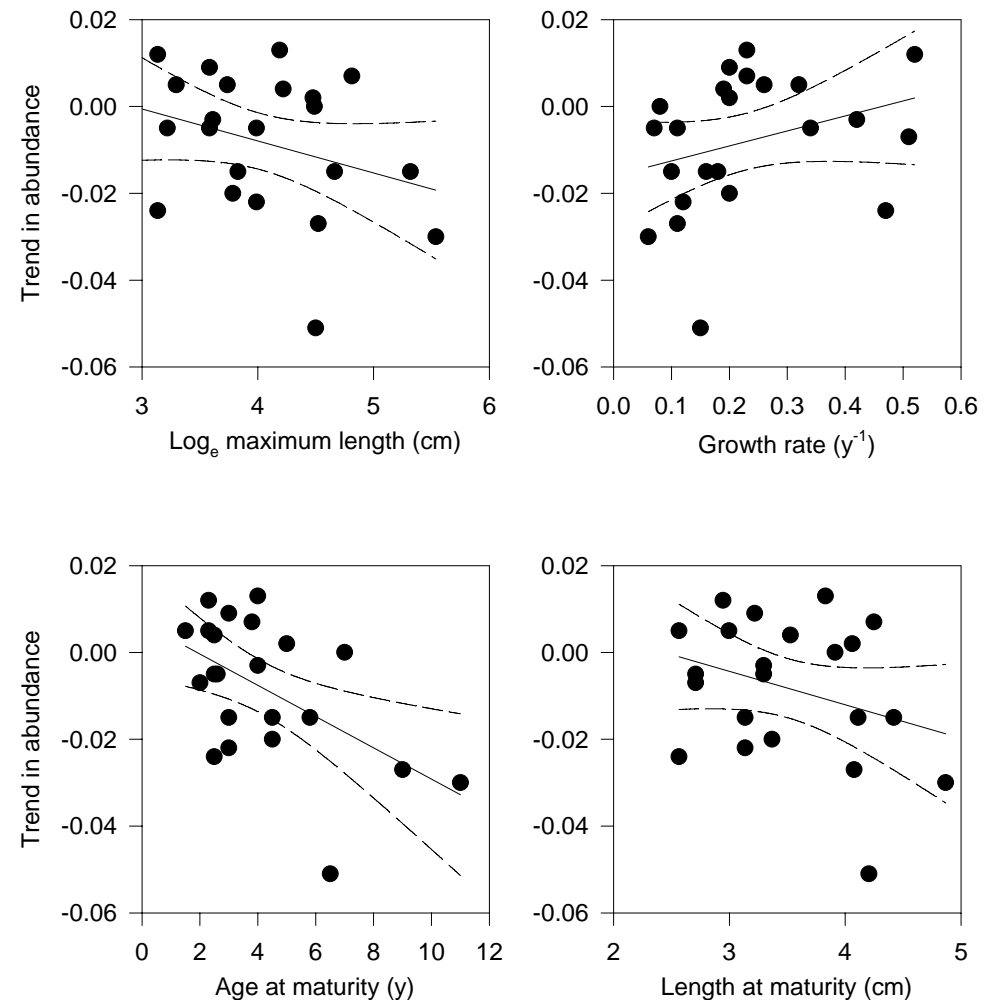 0.02
0.00
-0.02
-0.04
-0.06
Trend in abundance
3 4 5 6
Logₑ maximum length (cm)
0.02
0.00
-0.02
-0.04
-0.06
0.0 0.1 0.2 0.3 0.4 0.5 0.6
Growth rate (y⁻¹)
0.02
0.00
-0.02
-0.04
-0.06
Trend in abundance
0 2 4 6 8 10 12
Age at maturity (y)
0.02
0.00
-0.02
-0.04
-0.06
2 3 4 5
Length at maturity (cm)